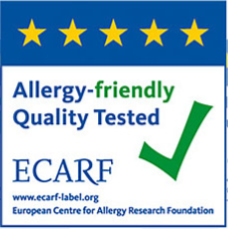 Allergy-friendly
Quality Tested
ECARF
www.ecarf-label.org
European Centre for Allergy Research Foundation